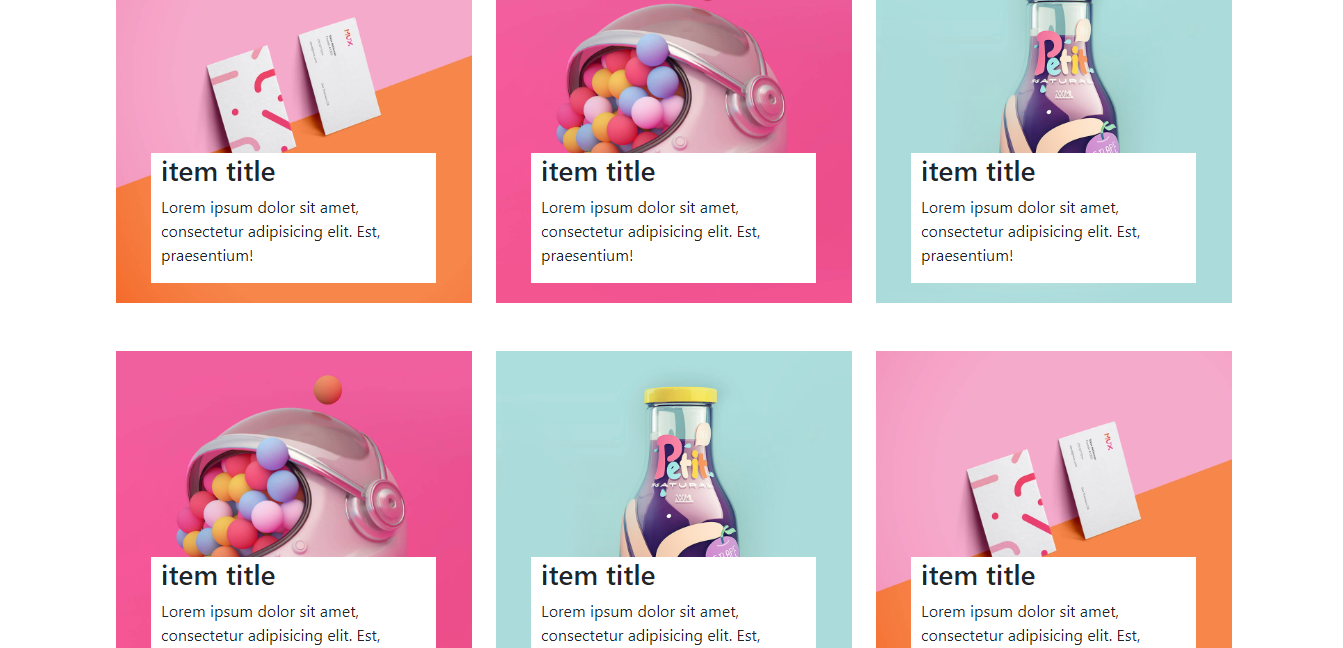 MUX
Petit
NATURAL
200ML
item title
Lorem ipsum dolor sit amet,
consectetur adipisicing elit. Est,
praesentium!
item title
Lorem ipsum dolor sit amet,
consectetur adipisicing elit. Est,
praesentium!
item title
Lorem ipsum dolor sit amet,
consectetur adipisicing elit. Est,
praesentium!
Petit
NATURAL
200ML
MUX
item title
Lorem ipsum dolor sit amet,
consectetur adipisicing elit. Est,
item title
Lorem ipsum dolor sit amet,
consectetur adipisicing elit. Est,
item title
Lorem ipsum dolor sit amet,
consectetur adipisicing elit. Est,